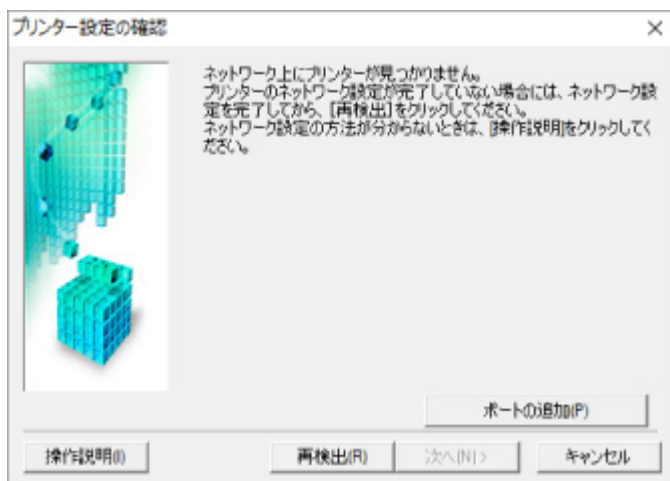 プリンター設定の確認
ネットワーク上にプリンターが見つかりません。
プリンターのネットワーク設定が完了していない場合には、ネットワーク設
定を完了してから、[再検出]をクリックしてください。
ネットワーク設定の方法が分からないときは、[操作説明]をクリックしてく
ださい。
ポートの追加(P)
操作説明(I)
再検出(R)
次へ(N) >
キャンセル